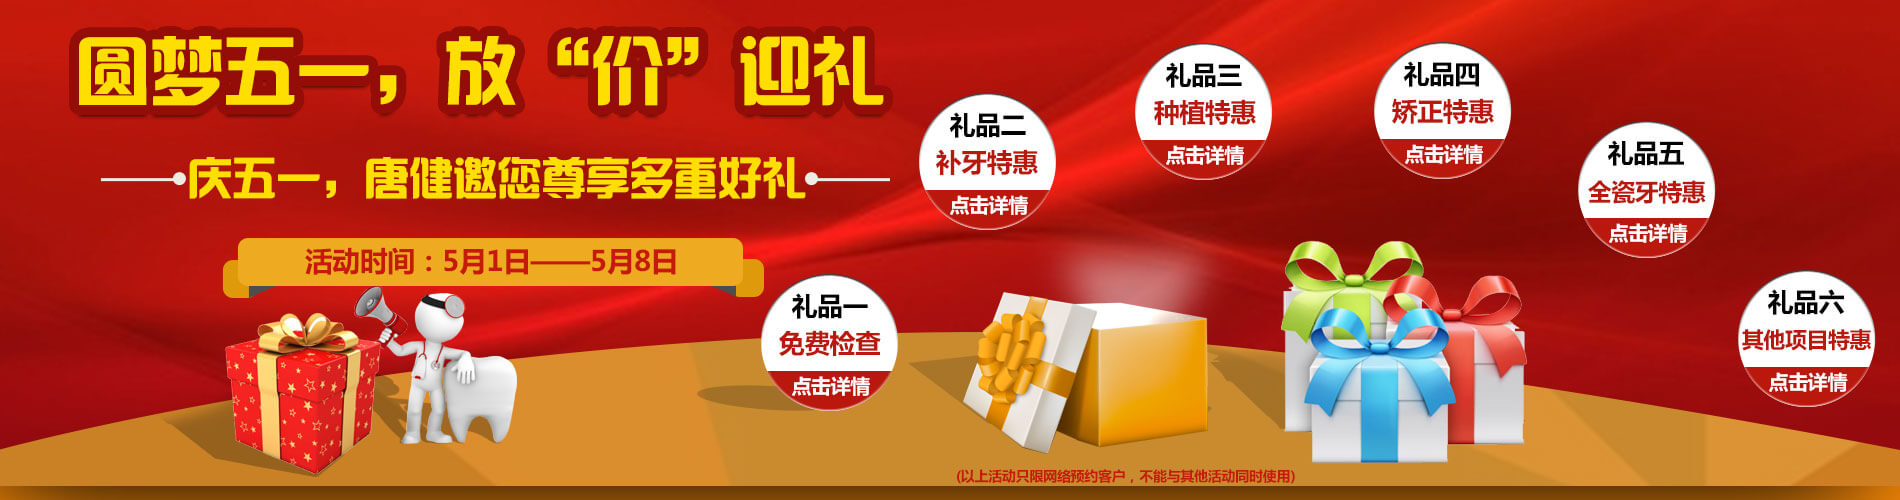 圆梦五一，放“价”迎礼
庆五一，唐健邀您尊享多重好礼
活动时间：5月1日——5月8日
礼品一
免费检查
点击详情
礼品二
补牙特惠
点击详情
礼品三
种植特惠
点击详情
礼品四
矫正特惠
点击详情
礼品五
全瓷牙特惠
点击详情
礼品六
其他项目特惠
点击详情
(以上活动只限网络预约客户，不能与其他活动同时使用)